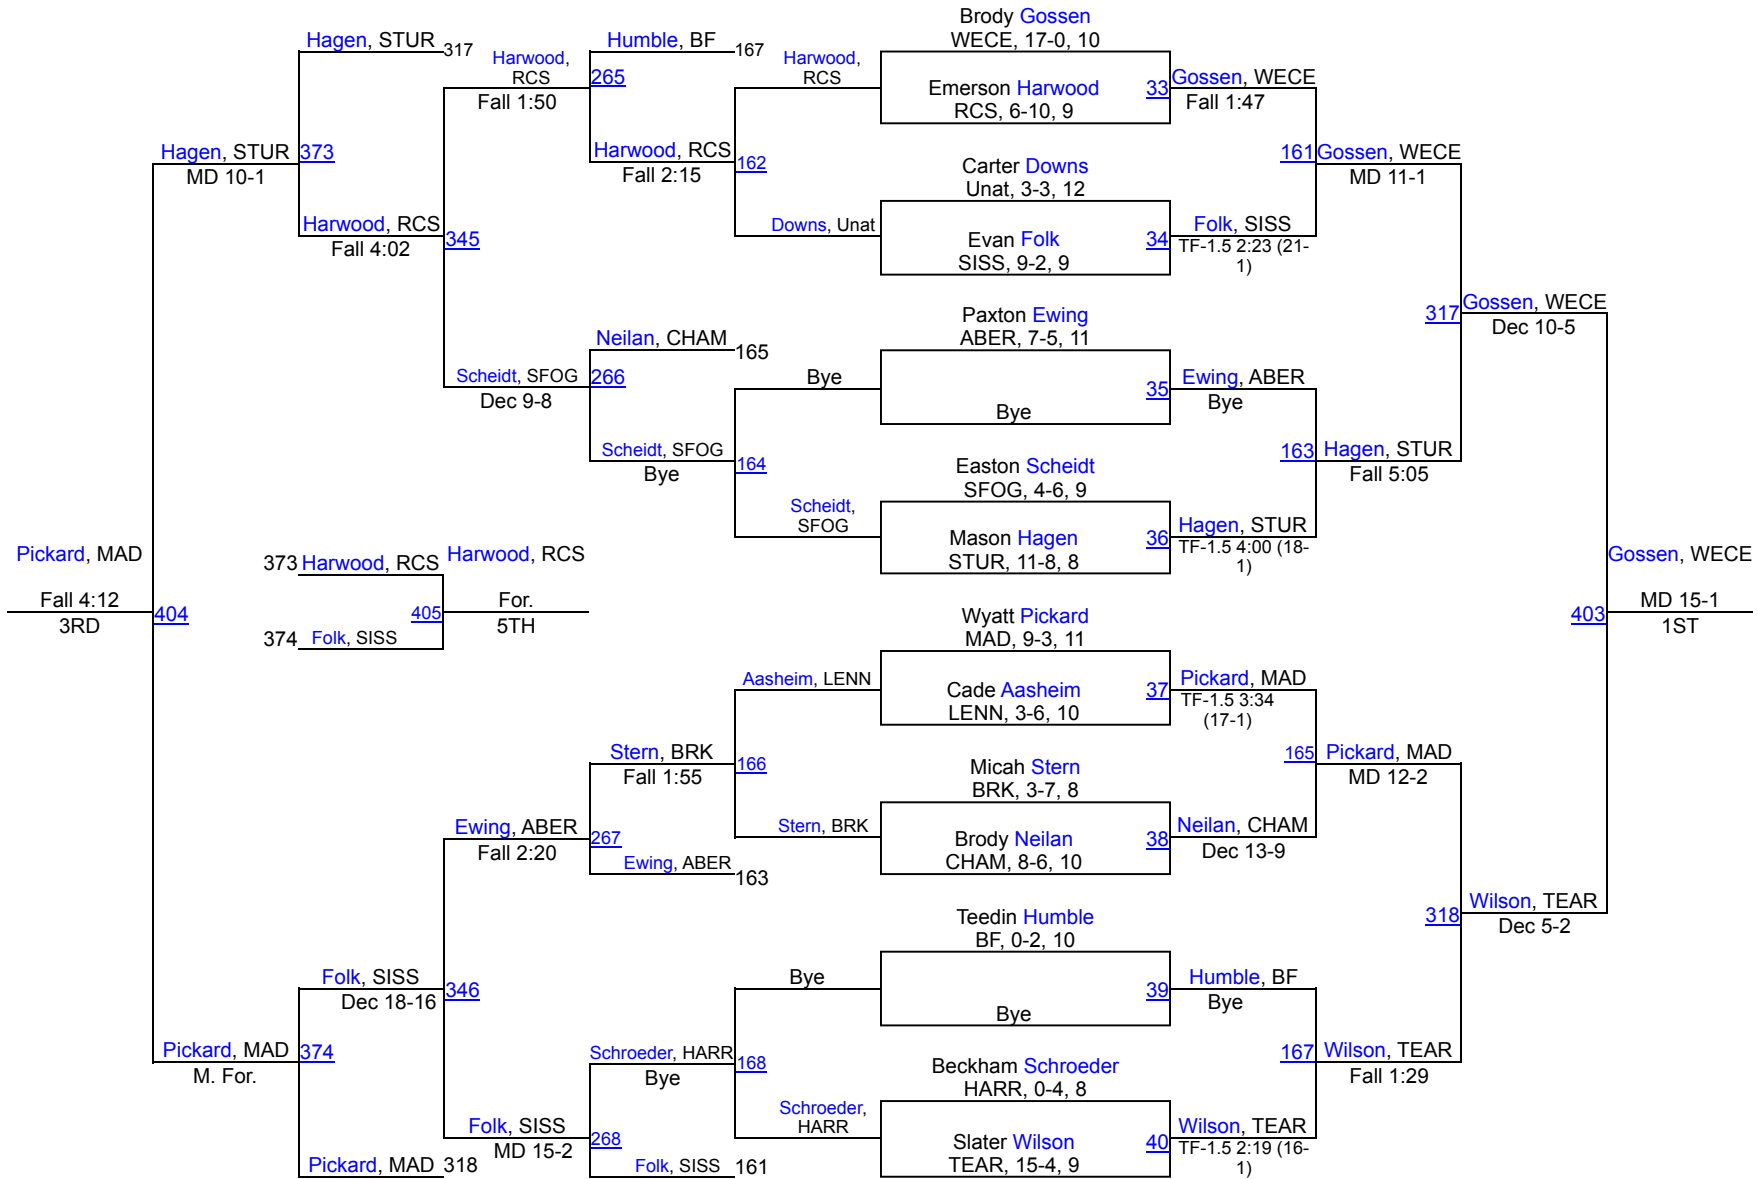 Brody Gossen
WECE, 17-0, 10
Emerson Harwood
RCS, 6-10, 9
33
Gossen, WECE
Fall 1:47
Carter Downs
Unat, 3-3, 12
Evan Folk
SISS, 9-2, 9
34
Folk, SISS
TF-1.5 2:23 (21-
1)
161
Gossen, WECE
MD 11-1
Paxton Ewing
ABER, 7-5, 11
Bye
35
Ewing, ABER
Bye
Easton Scheidt
SFOG, 4-6, 9
Mason Hagen
STUR, 11-8, 8
36
Hagen, STUR
TF-1.5 4:00 (18-
1)
163
Hagen, STUR
Fall 5:05
317
Gossen, WECE
Dec 10-5
Wyatt Pickard
MAD, 9-3, 11
Cade Aasheim
LENN, 3-6, 10
37
Pickard, MAD
TF-1.5 3:34
(17-1)
Micah Stern
BRK, 3-7, 8
Brody Neilan
CHAM, 8-6, 10
38
Neilan, CHAM
Dec 13-9
165
Pickard, MAD
MD 12-2
Teedin Humble
BF, 0-2, 10
Bye
39
Humble, BF
Bye
Beckham Schroeder
HARR, 0-4, 8
Slater Wilson
TEAR, 15-4, 9
40
Wilson, TEAR
TF-1.5 2:19 (16-
1)
167
Wilson, TEAR
Fall 1:29
318
Wilson, TEAR
Dec 5-2
403
Gossen, WECE
MD 15-1
1ST
Harwood,
RCS
Downs, Unat
162
Harwood, RCS
Fall 2:15
Humble, BF
167
265
Harwood,
RCS
Fall 1:50
Bye
Scheidt,
SFOG
164
Scheidt, SFOG
Bye
Neilan, CHAM
165
266
Scheidt, SFOG
Dec 9-8
345
Harwood, RCS
Fall 4:02
Hagen, STUR
317
373
Hagen, STUR
MD 10-1
Aasheim, LENN
Stern, BRK
166
Stern, BRK
Fall 1:55
Ewing, ABER
163
267
Ewing, ABER
Fall 2:20
Bye
Schroeder,
HARR
168
Schroeder, HARR
Bye
Folk, SISS
161
268
Folk, SISS
MD 15-2
346
Folk, SISS
Dec 18-16
Pickard, MAD
318
374
Pickard, MAD
M. For.
404
Pickard, MAD
Fall 4:12
3RD
373
Harwood, RCS
374
Folk, SISS
405
Harwood, RCS
For.
5TH